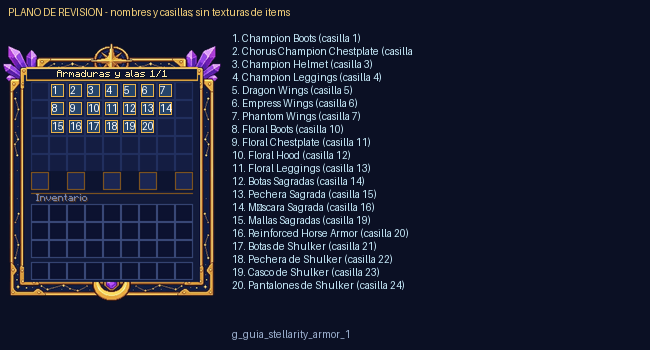 PLANO DE REVISION - nombres y casillas; sin texturas de items
Armaduras y alas 1/1
1 2 3 4 5 6 7
8 9 10 11 12 13 14
15 16 17 18 19 20
Inventario
1. Champion Boots (casilla 1)
2. Chorus Champion Chestplate (casilla
3. Champion Helmet (casilla 3)
4. Champion Leggings (casilla 4)
5. Dragon Wings (casilla 5)
6. Empress Wings (casilla 6)
7. Phantom Wings (casilla 7)
8. Floral Boots (casilla 10)
9. Floral Chestplate (casilla 11)
10. Floral Hood (casilla 12)
11. Floral Leggings (casilla 13)
12. Botas Sagradas (casilla 14)
13. Pechera Sagrada (casilla 15)
14. M▯scara Sagrada (casilla 16)
15. Mallas Sagradas (casilla 19)
16. Reinforced Horse Armor (casilla 20)
17. Botas de Shulker (casilla 21)
18. Pechera de Shulker (casilla 22)
19. Casco de Shulker (casilla 23)
20. Pantalones de Shulker (casilla 24)
g_guia_stellarity_armor_1